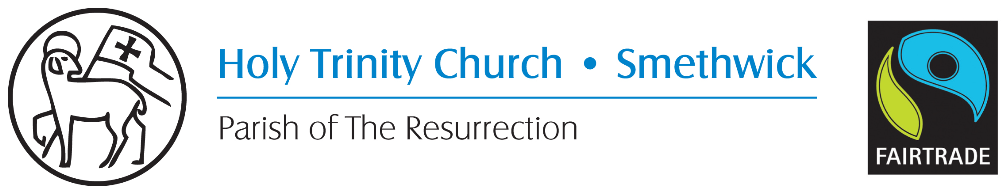 Holy Trinity Church • Smethwick
Parish of The Resurrection
FAIRTRADE